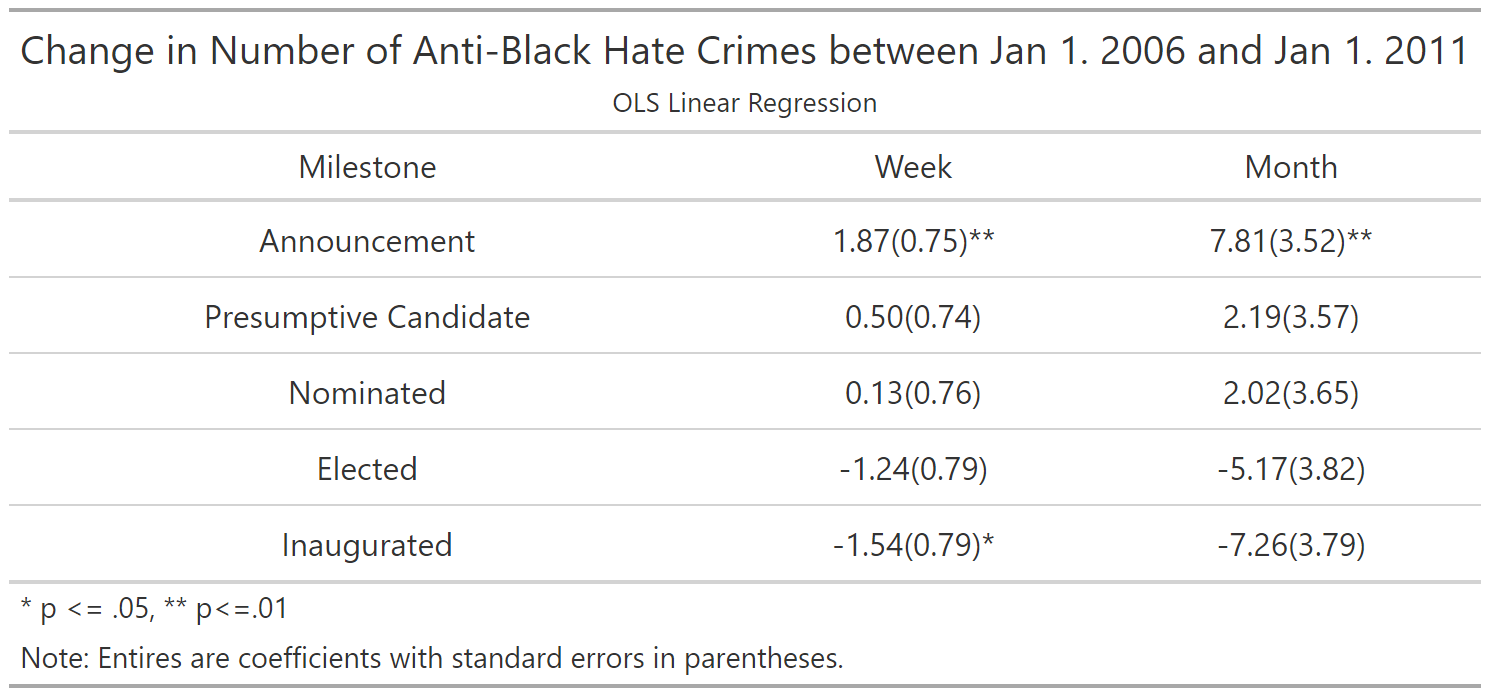 Change in Number of Anti-Black Hate Crimes between Jan 1. 2006 and Jan 1. 2011
OLS Linear Regression
Milestone Week Month
Announcement 1.87(0.75)** 7.81(3.52)**
Presumptive Candidate 0.50(0.74) 2.19(3.57)
Nominated 0.13(0.76) 2.02(3.65)
Elected -1.24(0.79) -5.17(3.82)
Inaugurated -1.54(0.79)* -7.26(3.79)
* p <= .05, ** p<=.01
Note: Entires are coefficients with standard errors in parentheses.